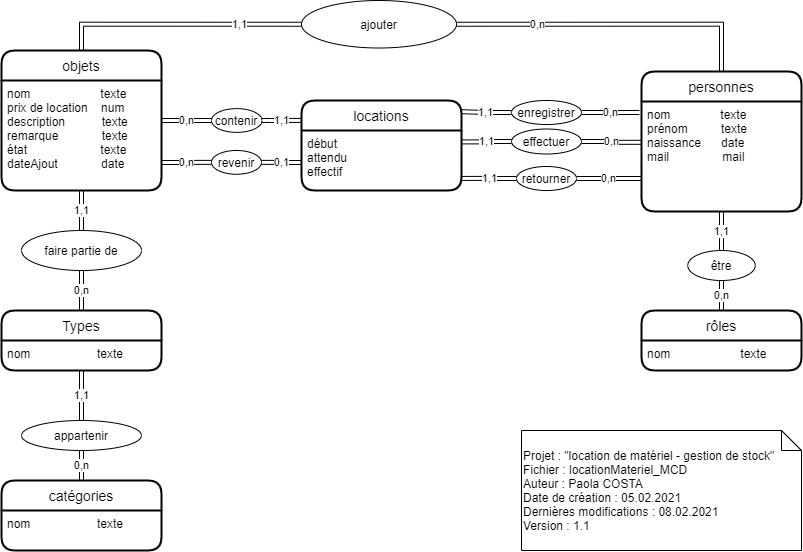 1,1 ajouter 0,n
objets
nom texte
prix de location num
description texte
remarque texte
état texte
dateAjout date
0,n contenir 1,1
0,n revenir 0,1
locations
début
attendu
effectif
1,1 enregistrer 0,n
1,1 effectuer 0,n
1,1 retourner 0,n
personnes
nom texte
prénom texte
naissance date
mail mail
1,1
faire partie de
0,n
1,1
être
0,n
Types
nom texte
rôles
nom texte
1,1
appartenir
0,n
catégories
nom texte
Projet : "location de matériel - gestion de stock"
Fichier : locationMateriel_MCD
Auteur : Paola COSTA
Date de création : 05.02.2021
Dernières modifications : 08.02.2021
Version : 1.1